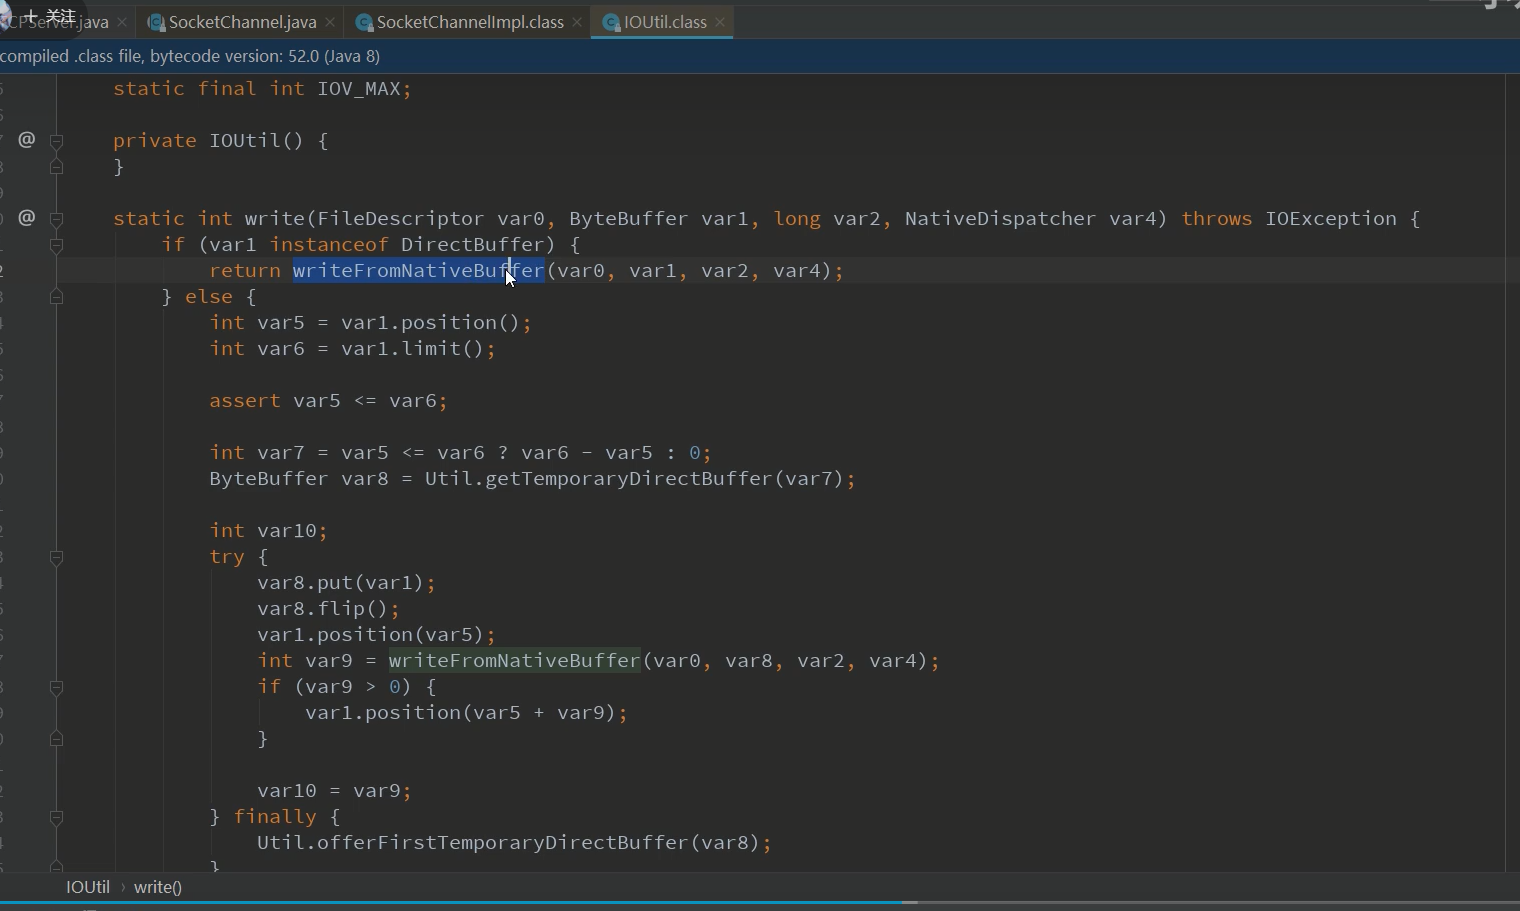 关注
CPServer.java
SocketChannel.java
SocketChannelImpl.class
IOUtil.class
compiled .class file, bytecode version: 52.0 (Java 8)
static final int IOV_MAX;
@ private IOUtil() {
}
@ static int write(FileDescriptor var0, ByteBuffer var1, long var2, NativeDispatcher var4) throws IOException {
if (var1 instanceof DirectBuffer) {
return writeFromNativeBuffer(var0, var1, var2, var4);
} else {
int var5 = var1.position();
int var6 = var1.limit();
assert var5 <= var6;
int var7 = var5 <= var6 ? var6 - var5 : 0;
ByteBuffer var8 = Util.getTemporaryDirectBuffer(var7);
int var10;
try {
var8.put(var1);
var8.flip();
var1.position(var5);
int var9 = writeFromNativeBuffer(var0, var8, var2, var4);
if (var9 > 0) {
var1.position(var5 + var9);
}
var10 = var9;
} finally {
Util.offerFirstTemporaryDirectBuffer(var8);
}
IOUtil › write()